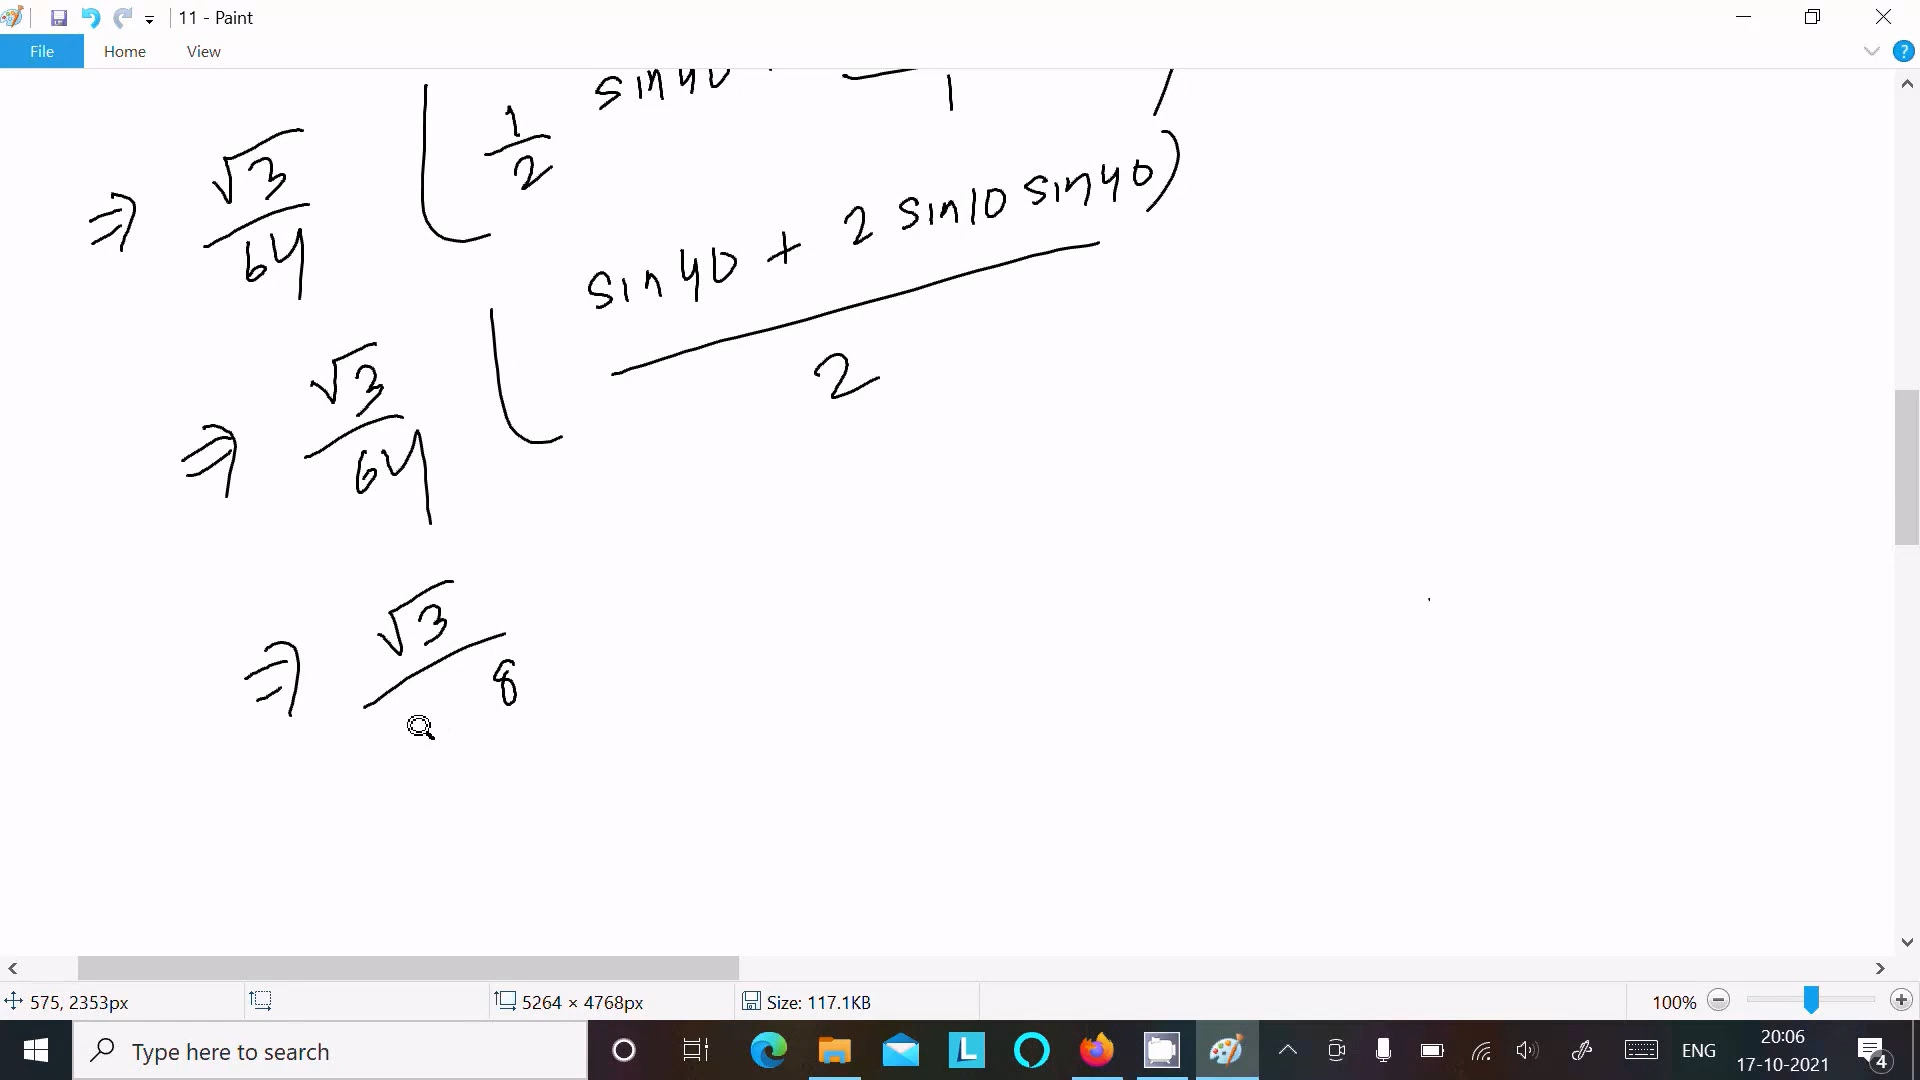 11 - Paint
File Home View
sin40
1
⇒ √3/64 ( 1/2
⇒ √3/64 ( (sin40 + 2 sin10 sin40)/2
⇒ √3/ 8
575, 2353px 5264 × 4768px Size: 117.1KB 100%
Type here to search
L
ENG
20:06
17-10-2021
4